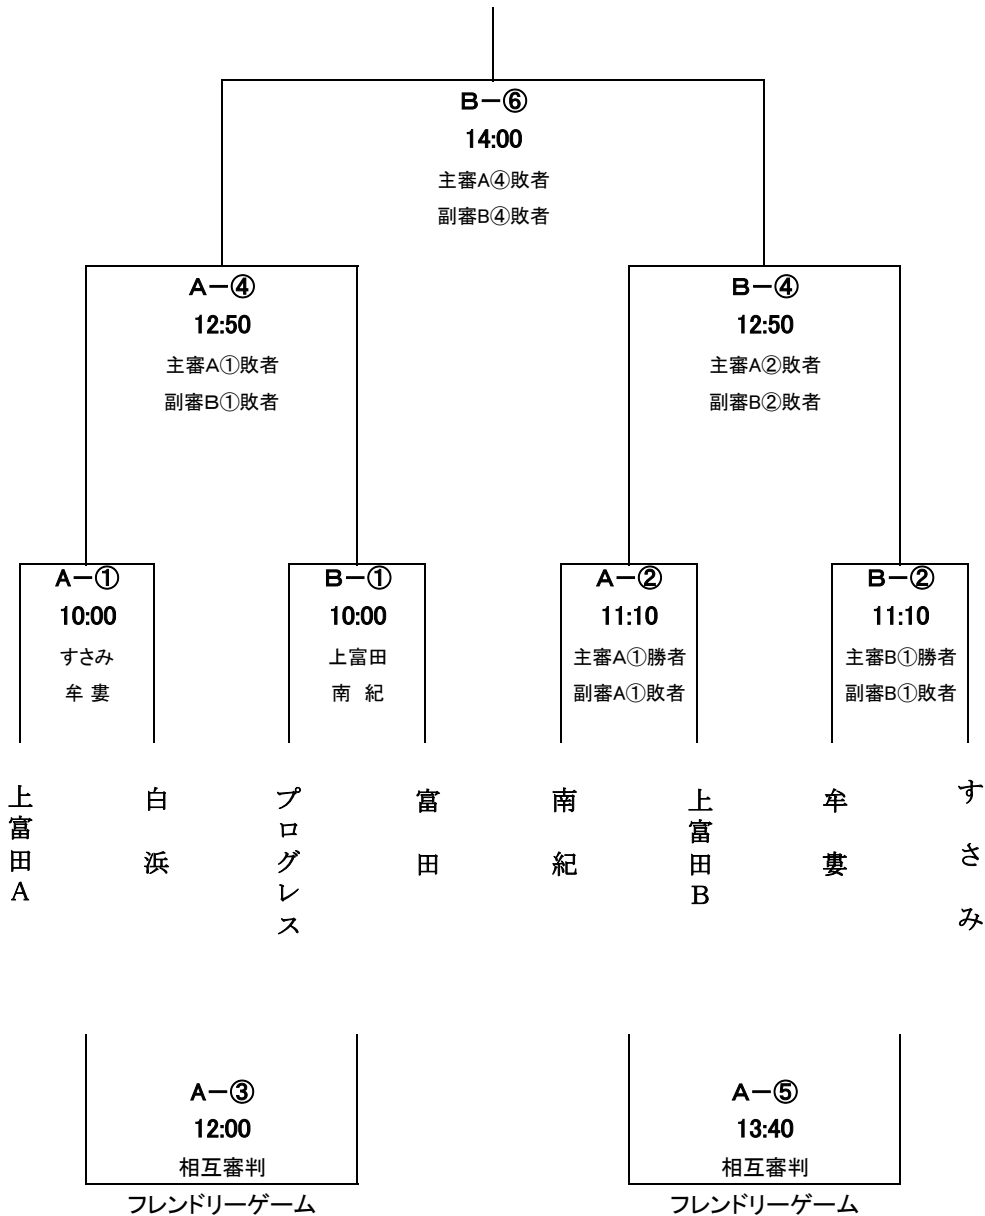 B－⑥
14:00
主審A④敗者
副審B④敗者
A－④
12:50
主審A①敗者
副審B①敗者
B－④
12:50
主審A②敗者
副審B②敗者
A－①
10:00
すさみ
牟 婁
B－①
10:00
上富田
南 紀
A－②
11:10
主審A①勝者
副審A①敗者
B－②
11:10
主審B①勝者
副審B①敗者
上富田A
白 浜
プログレス
富 田
南 紀
上富田B
牟 婁
す さ み
A－③
12:00
相互審判
フレンドリーゲーム
A－⑤
13:40
相互審判
フレンドリーゲーム